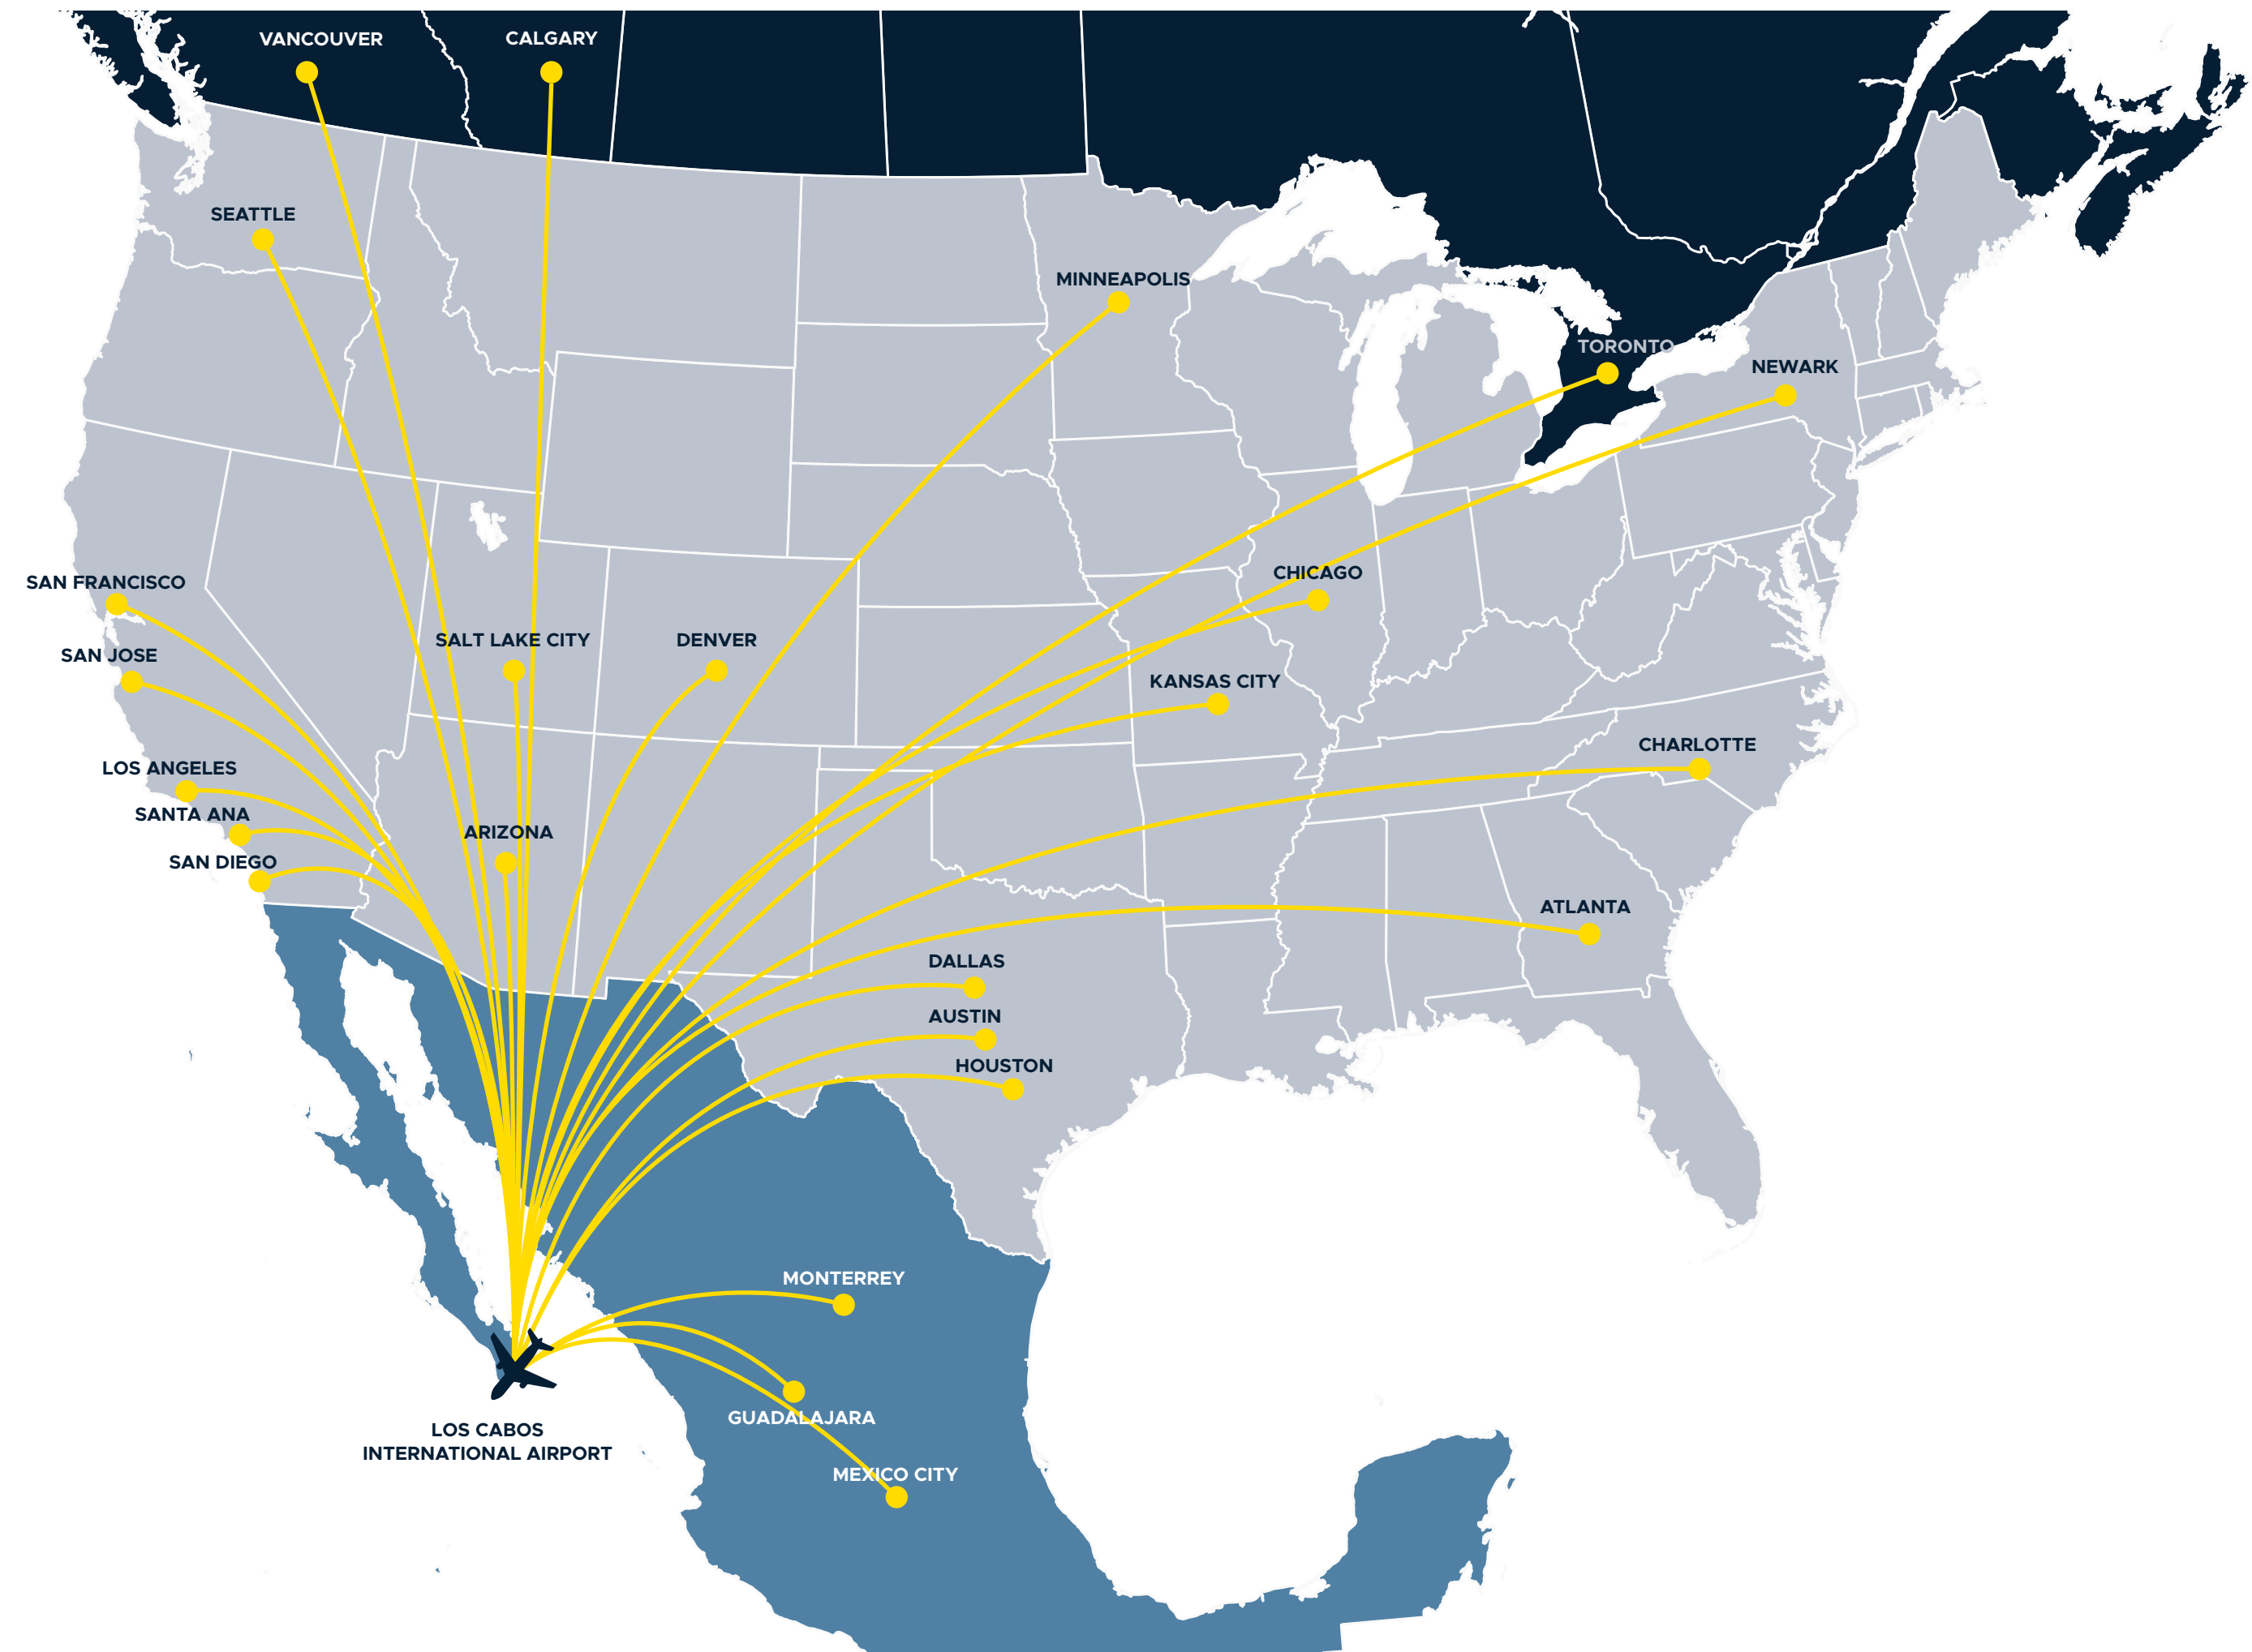 VANCOUVER
CALGARY
SEATTLE
MINNEAPOLIS
TORONTO
NEWARK
CHICAGO
SAN FRANCISCO
SALT LAKE CITY
DENVER
SAN JOSE
KANSAS CITY
CHARLOTTE
LOS ANGELES
SANTA ANA
ARIZONA
SAN DIEGO
ATLANTA
DALLAS
AUSTIN
HOUSTON
MONTERREY
GUADALAJARA
LOS CABOS
INTERNATIONAL AIRPORT
MEXICO CITY